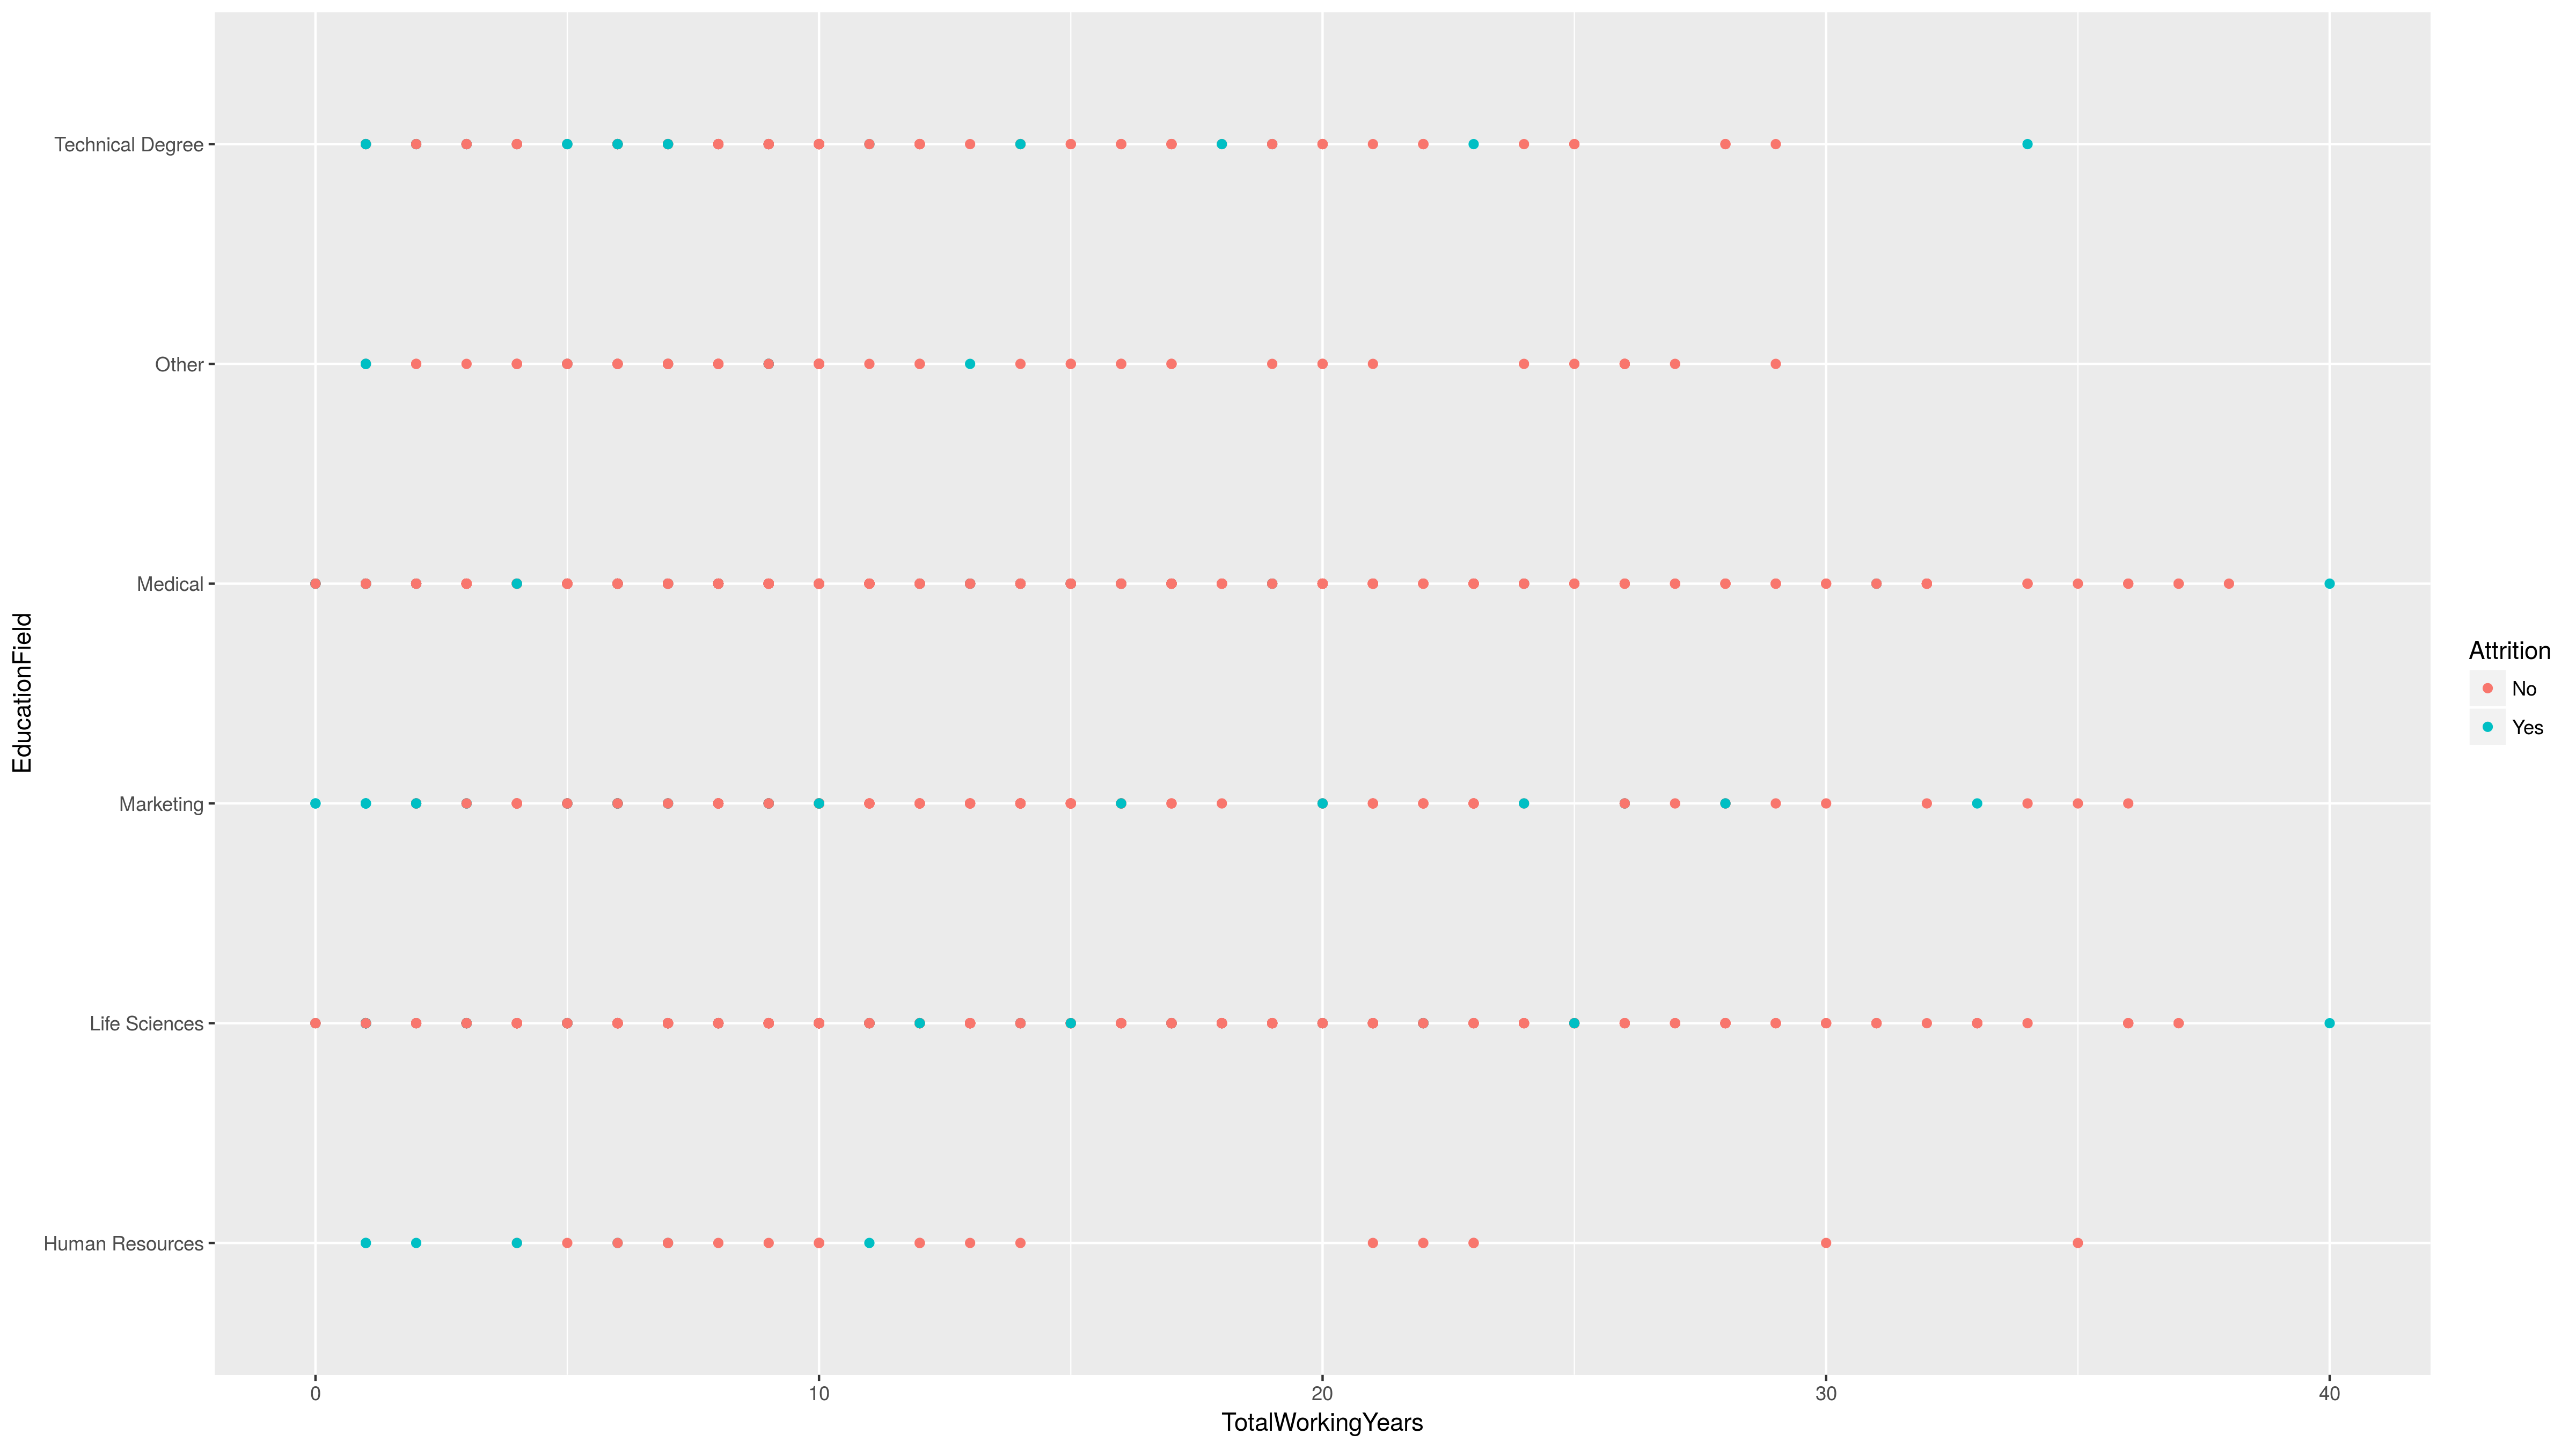 Technical Degree
Other
Medical
Marketing
Life Sciences
Human Resources
EducationField
0 10 20 30 40
TotalWorkingYears
Attrition
No
Yes